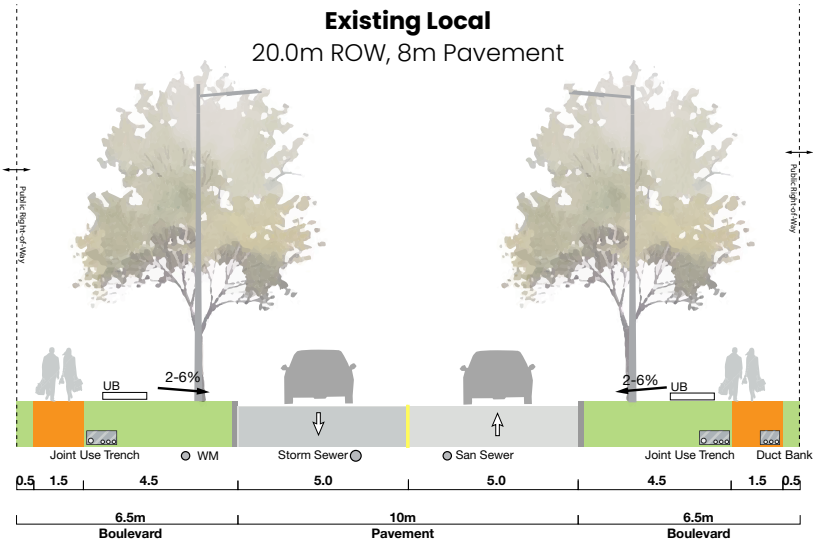 Existing Local
20.0m ROW, 8m Pavement
Public Right-of-Way
Public Right-of-Way
UB
2-6%
2-6%
UB
Joint Use Trench
WM
Storm Sewer
San Sewer
Joint Use Trench
Duct Bank
0.5 1.5 4.5 5.0 5.0 4.5 1.5 0.5
6.5m 10m 6.5m
Boulevard Pavement Boulevard